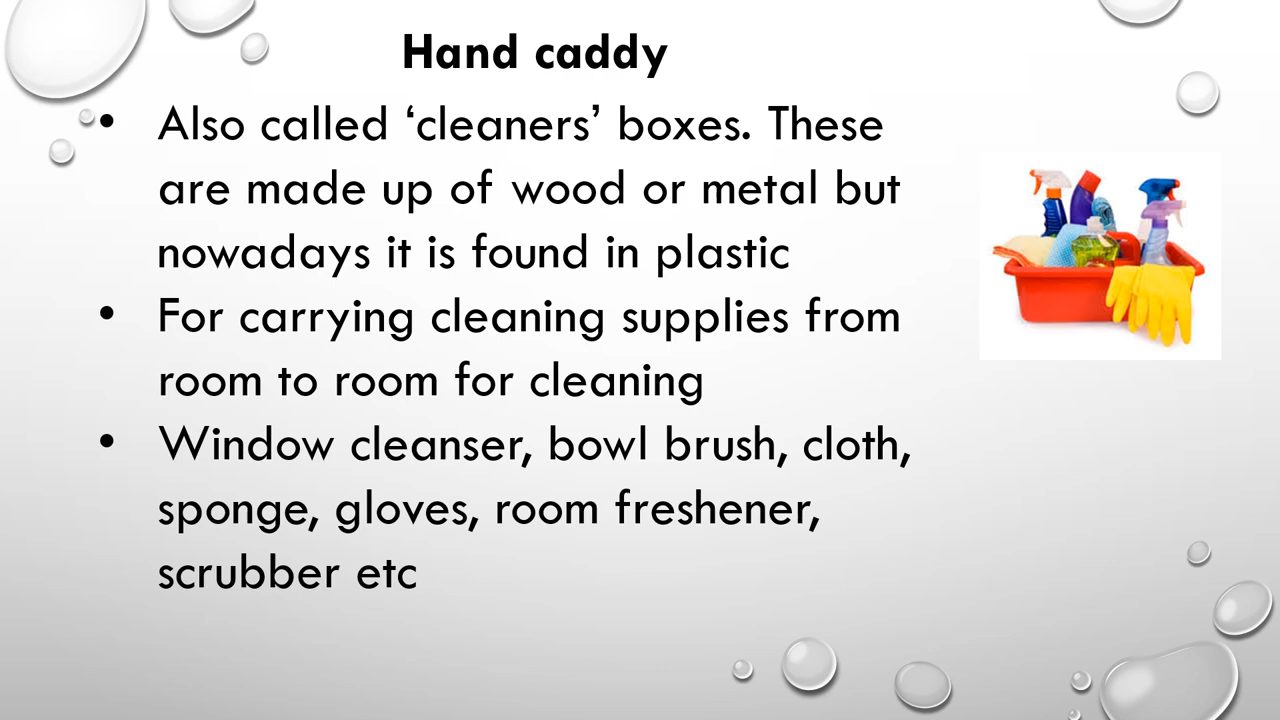 Hand caddy
• Also called ‘cleaners’ boxes. These
are made up of wood or metal but
nowadays it is found in plastic
• For carrying cleaning supplies from
room to room for cleaning
• Window cleanser, bowl brush, cloth,
sponge, gloves, room freshener,
scrubber etc